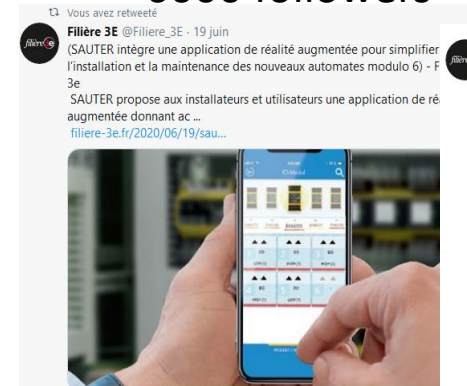 Vous avez retweeté
Filière 3E @Filiere_3E · 19 juin
(SAUTER intègre une application de réalité augmentée pour simplifier
l'installation et la maintenance des nouveaux automates modulo 6) - F
3e
SAUTER propose aux installateurs et utilisateurs une application de ré
augmentée donnant ac ...
filiere-3e.fr/2020/06/19/sau...